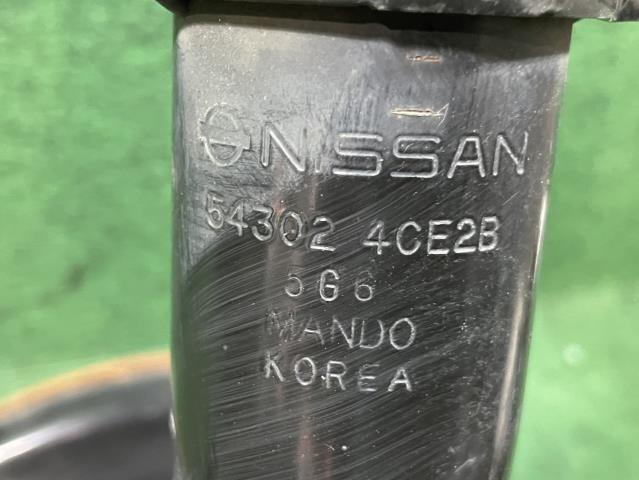 NISSAN
54302 4CE2B
5G6
MANDO
KOREA